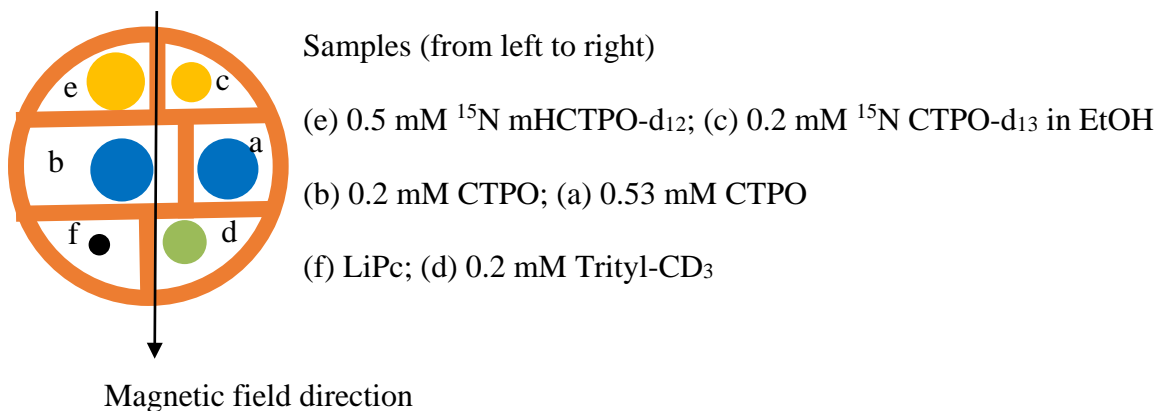 Samples (from left to right)
e
c
(e) 0.5 mM ¹⁵N mHCTPO-d₁₂; (c) 0.2 mM ¹⁵N CTPO-d₁₃ in EtOH
b
a
(b) 0.2 mM CTPO; (a) 0.53 mM CTPO
f
d
(f) LiPc; (d) 0.2 mM Trityl-CD₃
Magnetic field direction